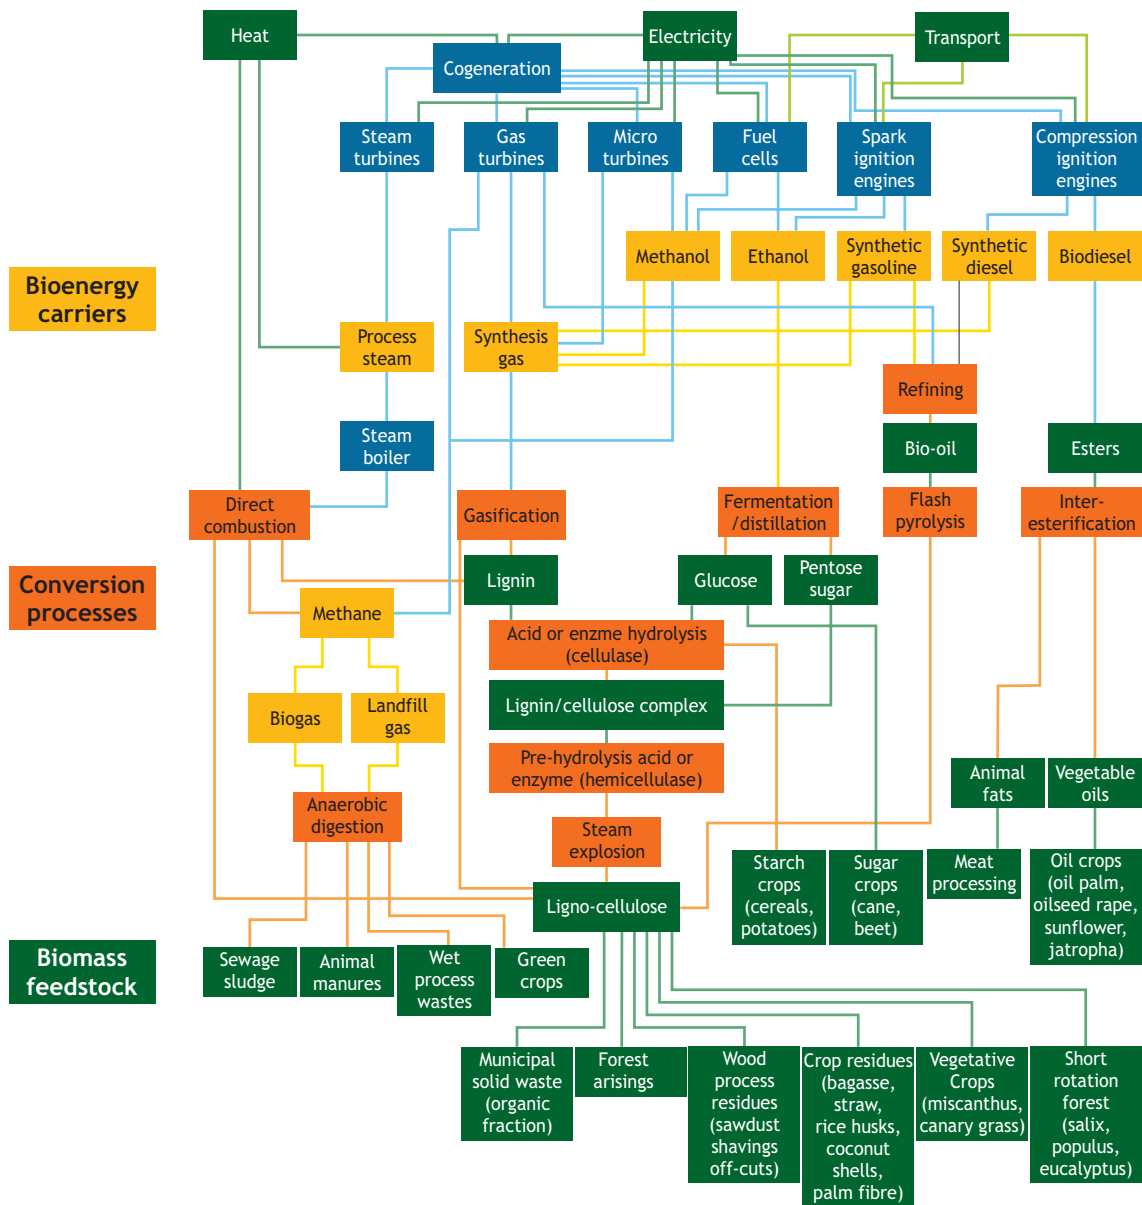 Heat
Electricity
Transport
Cogeneration
Steam
turbines
Gas
turbines
Micro
turbines
Fuel
cells
Spark
ignition
engines
Compression
ignition
engines
Methanol
Ethanol
Synthetic
gasoline
Synthetic
diesel
Biodiesel
Bioenergy
carriers
Process
steam
Synthesis
gas
Refining
Steam
boiler
Bio-oil
Esters
Direct
combustion
Gasification
Fermentation
/distillation
Flash
pyrolysis
Inter-
esterification
Conversion
processes
Lignin
Glucose
Pentose
sugar
Methane
Acid or enzme hydrolysis
(cellulase)
Biogas
Landfill
gas
Lignin/cellulose complex
Pre-hydrolysis acid or
enzyme (hemicellulase)
Animal
fats
Vegetable
oils
Anaerobic
digestion
Steam
explosion
Starch
crops
(cereals,
potatoes)
Sugar
crops
(cane,
beet)
Meat
processing
Oil crops
(oil palm,
oilseed rape,
sunflower,
jatropha)
Ligno-cellulose
Biomass
feedstock
Sewage
sludge
Animal
manures
Wet
process
wastes
Green
crops
Municipal
solid waste
(organic
fraction)
Forest
arisings
Wood
process
residues
(sawdust
shavings
off-cuts)
Crop residues
(bagasse,
straw,
rice husks,
coconut
shells,
palm fibre)
Vegetative
Crops
(miscanthus,
canary grass)
Short
rotation
forest
(salix,
populus,
eucalyptus)